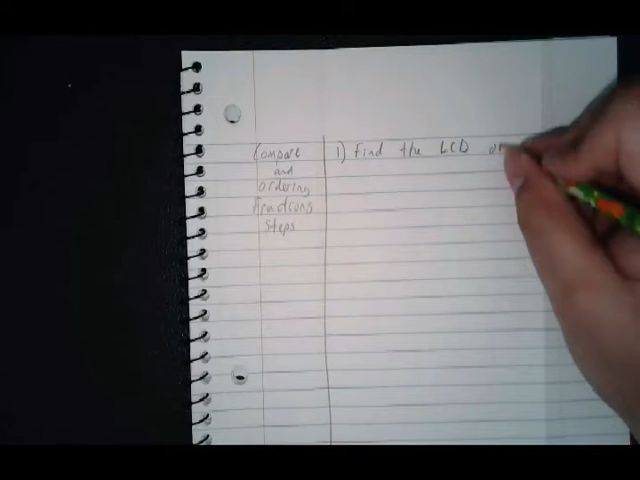 Compare
and
ordering
fractions
steps
1) Find the LCD